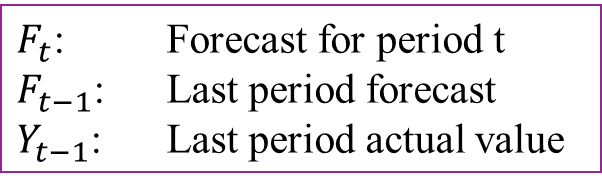 F_t: Forecast for period t
F_{t-1}: Last period forecast
Y_{t-1}: Last period actual value